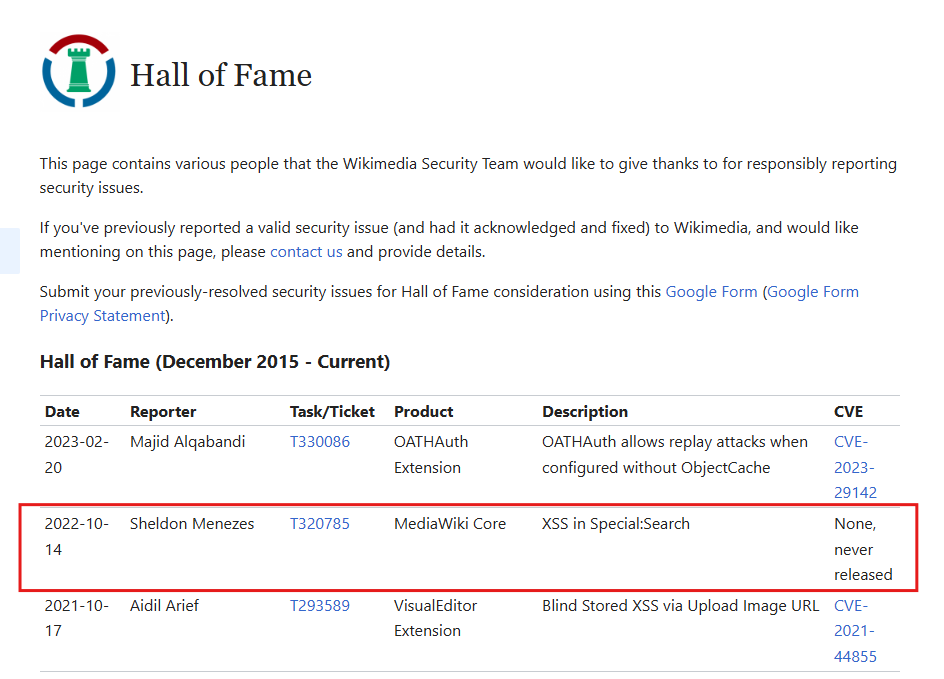 Hall of Fame
This page contains various people that the Wikimedia Security Team would like to give thanks to for responsibly reporting
security issues.
If you've previously reported a valid security issue (and had it acknowledged and fixed) to Wikimedia, and would like
mentioning on this page, please contact us and provide details.
Submit your previously-resolved security issues for Hall of Fame consideration using this Google Form (Google Form
Privacy Statement).
Hall of Fame (December 2015 - Current)
Date Reporter Task/Ticket Product Description CVE
2023-02- Majid Alqabandi T330086 OATHAuth OATHAuth allows replay attacks when CVE-
20 Extension configured without ObjectCache 2023-
29142
2022-10- Sheldon Menezes T320785 MediaWiki Core XSS in Special:Search None,
14 never
released
2021-10- Aidil Arief T293589 VisualEditor Blind Stored XSS via Upload Image URL CVE-
17 Extension 2021-
44855